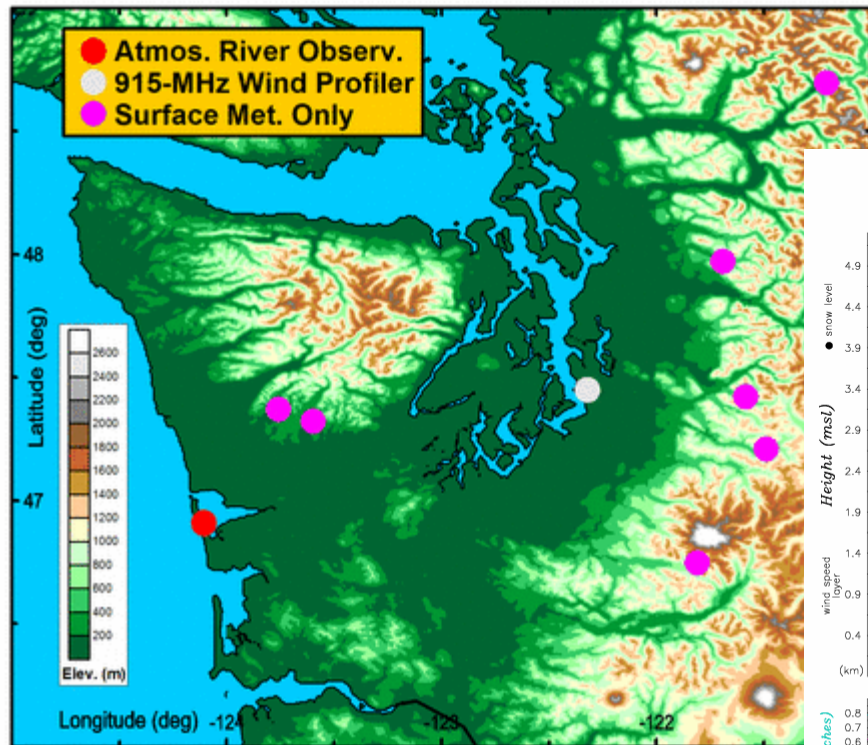 Atmos. River Observ.
915-MHz Wind Profiler
Surface Met. Only
48
47
Latitude (deg)
2600
2400
2200
2000
1800
1600
1400
1200
1000
800
600
400
200
Elev. (m)
Longitude (deg)
-124
-123
-122
4.9
4.4
3.9
3.4
2.9
2.4
1.9
1.4
0.9
0.4
(km)
snow level
Height (msl)
wind speed
layer
0.8
0.7
0.6